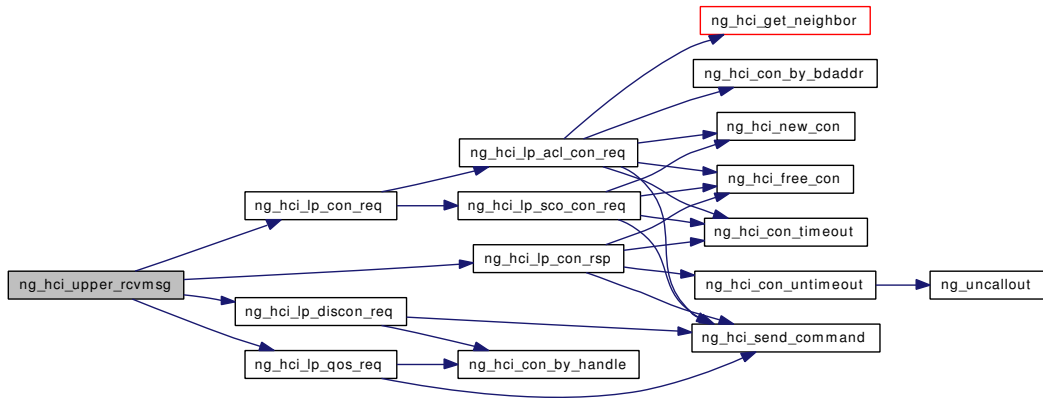 ng_hci_get_neighbor
ng_hci_con_by_bdaddr
ng_hci_new_con
ng_hci_lp_acl_con_req
ng_hci_free_con
ng_hci_lp_con_req
ng_hci_lp_sco_con_req
ng_hci_con_timeout
ng_hci_lp_con_rsp
ng_hci_upper_rcvmsg
ng_hci_con_untimeout
ng_uncallout
ng_hci_lp_discon_req
ng_hci_send_command
ng_hci_lp_qos_req
ng_hci_con_by_handle